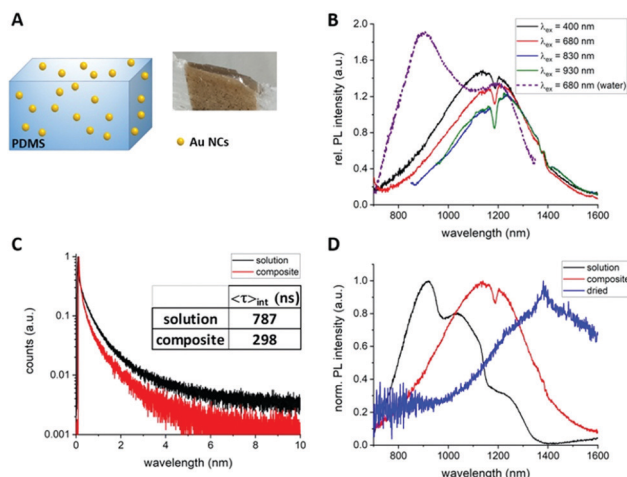 A
PDMS
Au NCs
B
rel. PL intensity (a.u.)
2.0
1.6
1.2
0.8
0.4
0.0
800 1000 1200 1400 1600
wavelength (nm)
λex = 400 nm
λex = 680 nm
λex = 830 nm
λex = 930 nm
λex = 680 nm (water)
C
counts (a.u.)
1
0.1
0.01
0.001
0 2 4 6 8 10
wavelength (nm)
solution
composite
<τ>int (ns)
solution 787
composite 298
D
norm. PL intensity (a.u.)
1.0
0.8
0.6
0.4
0.2
0.0
800 1000 1200 1400 1600
wavelength (nm)
solution
composite
dried